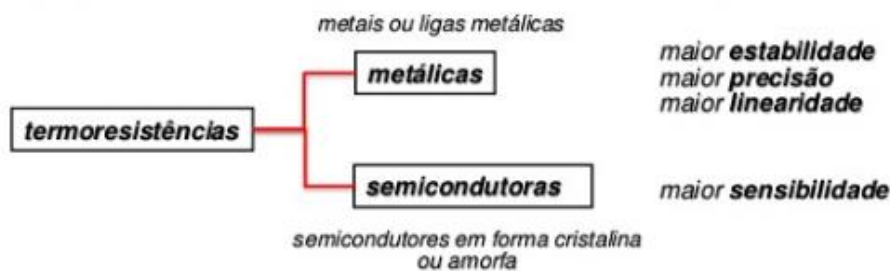 metais ou ligas metálicas
metálicas
maior estabilidade
maior precisão
maior linearidade
termoresistências
semicondutoras
maior sensibilidade
semicondutores em forma cristalina
ou amorfa